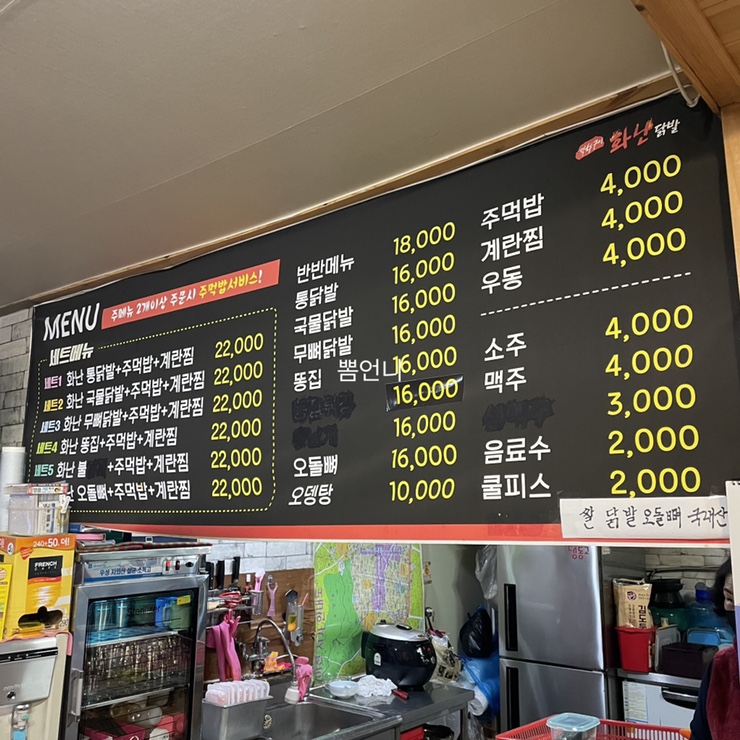 화난닭발
MENU 주메뉴 2개이상 주문시 주먹밥서비스!
세트메뉴
세트1 화난 통닭발+주먹밥+계란찜 22,000
세트2 화난 국물닭발+주먹밥+계란찜 22,000
세트3 화난 무뼈닭발+주먹밥+계란찜 22,000
세트4 화난 똥집+주먹밥+계란찜 22,000
세트5 화난 불 +주먹밥+계란찜 22,000
화난 오돌뼈+주먹밥+계란찜 22,000
반반메뉴 18,000
통닭발 16,000
국물닭발 16,000
무뼈닭발 16,000
똥집 16,000
16,000
16,000
오돌뼈 16,000
오뎅탕 10,000
주먹밥 4,000
계란찜 4,000
우동 4,000
소주 4,000
맥주 4,000
3,000
음료수 2,000
쿨피스 2,000
쌀 닭발 오돌뼈 국내산
뽐언니
FRENCH